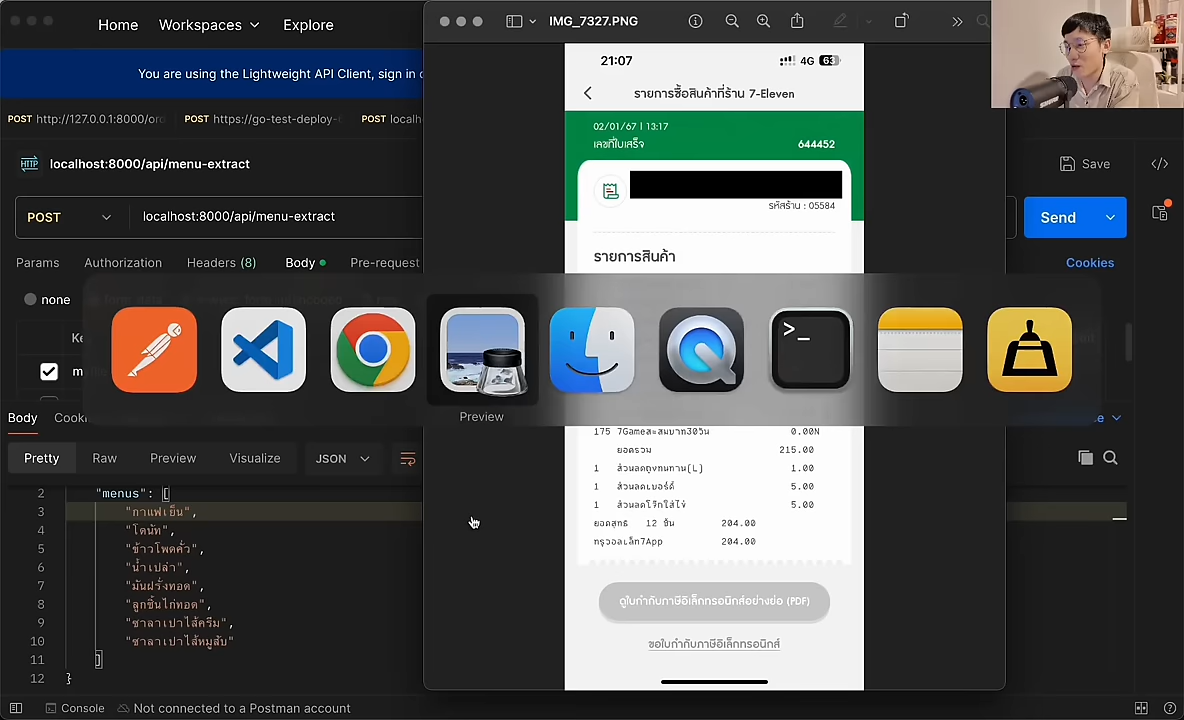 Home Workspaces Explore
IMG_7327.PNG
You are using the Lightweight API Client, sign in
POST http://127.0.0.1:8000/ord POST https://go-test-deploy- POST localh
localhost:8000/api/menu-extract
Save
POST localhost:8000/api/menu-extract
Send
Params Authorization Headers (8) Body Pre-request
Cookies
none
21:07 4G 63
รายการซื้อสินค้าที่ร้าน 7-Eleven
02/01/67 | 13:17
เลขที่ใบเสร็จ 644452
รหัสร้าน : 05584
รายการสินค้า
Preview
175 7Gameสะสมบาท30วัน 0.00N
ยอดรวม 215.00
1 ส่วนลดถุงทนทาน(L) 1.00
1 ส่วนลดเบอร์ดี้ 5.00
1 ส่วนลดโจ๊กใส่ไข่ 5.00
ยอดสุทธิ 12 ชิ้น 204.00
ทรูวอลเล็ท7App 204.00
ดูใบกำกับภาษีอิเล็กทรอนิกส์อย่างย่อ (PDF)
ขอใบกำกับภาษีอิเล็กทรอนิกส์
Body
Pretty Raw Preview Visualize JSON
2 "menus": [
3 "กาแฟเย็น",
4 "โดนัท",
5 "ข้าวโพดคั่ว",
6 "น้ำเปล่า",
7 "มันฝรั่งทอด",
8 "ลูกชิ้นไก่ทอด",
9 "ซาลาเปาไส้ครีม",
10 "ซาลาเปาไส้หมูสับ"
11 ]
12 }
Console Not connected to a Postman account